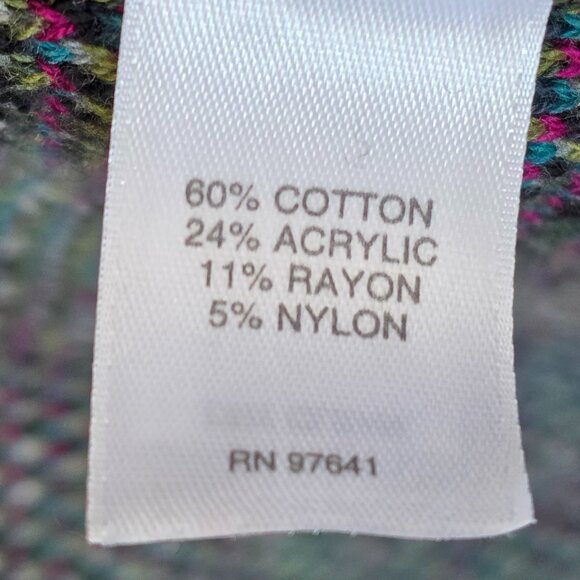 60% COTTON
24% ACRYLIC
11% RAYON
5% NYLON
RN 97641